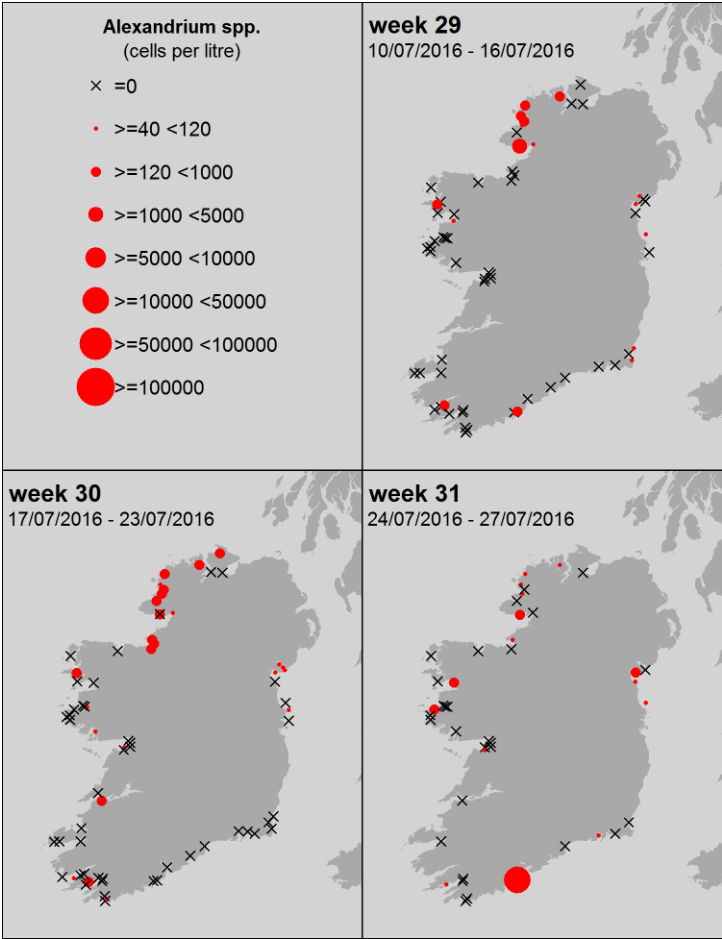 Alexandrium spp.
(cells per litre)
=0
>=40 <120
>=120 <1000
>=1000 <5000
>=5000 <10000
>=10000 <50000
>=50000 <100000
>=100000
week 29
10/07/2016 - 16/07/2016
week 30
17/07/2016 - 23/07/2016
week 31
24/07/2016 - 27/07/2016